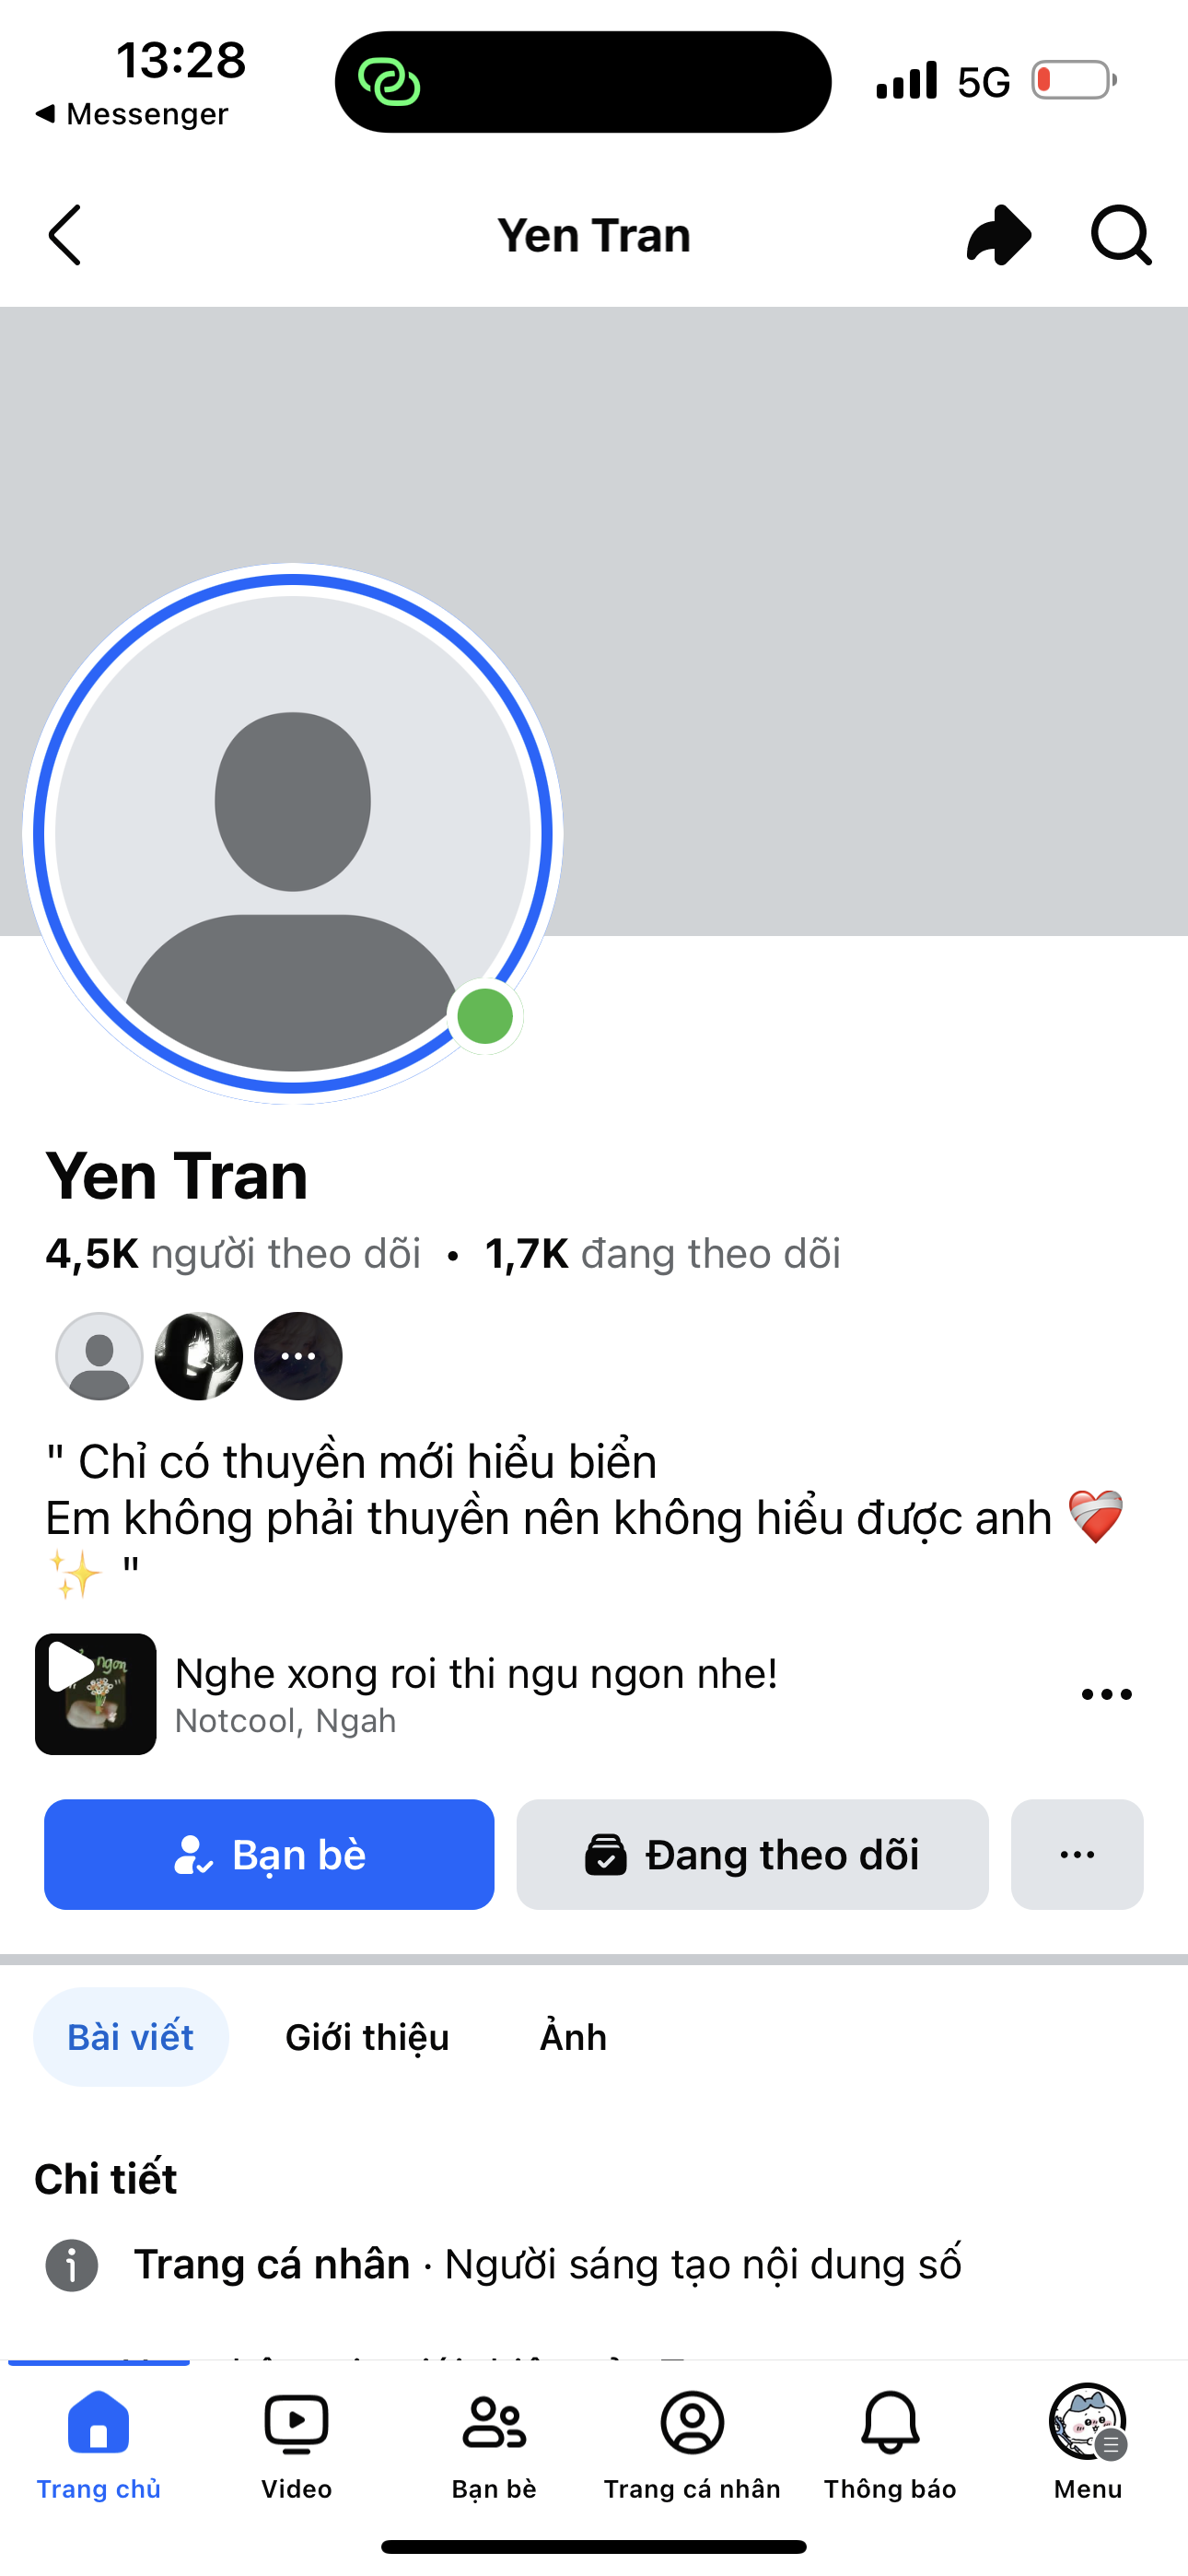 13:28
5G
Messenger
Yen Tran
Yen Tran
4,5K người theo dõi • 1,7K đang theo dõi
" Chỉ có thuyền mới hiểu biển
Em không phải thuyền nên không hiểu được anh ❤️‍🩹
✨ "
ngon
Nghe xong roi thi ngu ngon nhe!
Notcool, Ngah
Bạn bè
Đang theo dõi
Bài viết
Giới thiệu
Ảnh
Chi tiết
Trang cá nhân · Người sáng tạo nội dung số
Trang chủ
Video
Bạn bè
Trang cá nhân
Thông báo
Menu